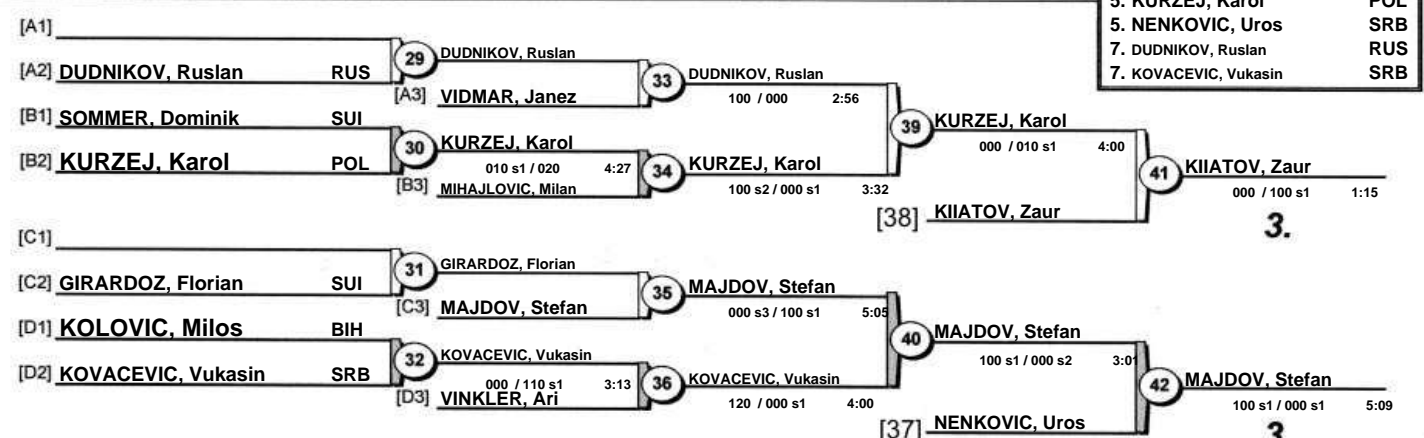 5. KURZEJ, Karol POL
5. NENKOVIC, Uros SRB
7. DUDNIKOV, Ruslan RUS
7. KOVACEVIC, Vukasin SRB
[A1]
29 DUDNIKOV, Ruslan
[A2] DUDNIKOV, Ruslan RUS
33 DUDNIKOV, Ruslan
100 / 000 2:56
[A3] VIDMAR, Janez
[B1] SOMMER, Dominik SUI
39 KURZEJ, Karol
000 / 010 s1 4:00
30 KURZEJ, Karol
010 s1 / 020 4:27
[B2] KURZEJ, Karol POL
34 KURZEJ, Karol
100 s2 / 000 s1 3:32
[B3] MIHAJLOVIC, Milan
41 KIIATOV, Zaur
000 / 100 s1 1:15
[38] KIIATOV, Zaur
3.
[C1]
31 GIRARDOZ, Florian
[C2] GIRARDOZ, Florian SUI
35 MAJDOV, Stefan
000 s3 / 100 s1 5:05
[C3] MAJDOV, Stefan
[D1] KOLOVIC, Milos BIH
40 MAJDOV, Stefan
100 s1 / 000 s2 3:01
32 KOVACEVIC, Vukasin
000 / 110 s1 3:13
[D2] KOVACEVIC, Vukasin SRB
36 KOVACEVIC, Vukasin
120 / 000 s1 4:00
[D3] VINKLER, Ari
42 MAJDOV, Stefan
100 s1 / 000 s1 5:09
[37] NENKOVIC, Uros
3.